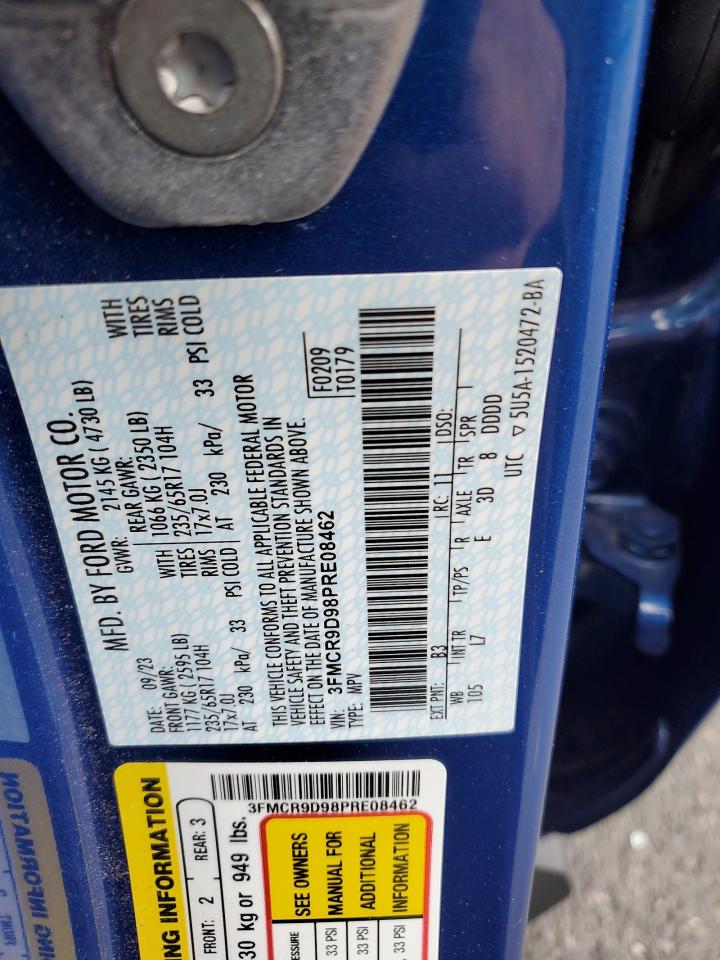 MFD. BY FORD MOTOR CO.
DATE: 09/23 GVWR: 2145 KG ( 4730 LB)
FRONT GAWR: REAR GAWR: WITH
1177 KG ( 2595 LB) 1066 KG ( 2350 LB) TIRES
235/65R17 104H TIRES 235/65R17 104H RIMS
17x7.0J RIMS 17x7.0J
AT 230 kPa/ 33 PSI COLD AT 230 kPa/ 33 PSI COLD
THIS VEHICLE CONFORMS TO ALL APPLICABLE FEDERAL MOTOR
VEHICLE SAFETY AND THEFT PREVENTION STANDARDS IN
EFFECT ON THE DATE OF MANUFACTURE SHOWN ABOVE.
VIN: 3FMCR9D98PRE08462 F0209
TYPE: MPV T0179
EXT PNT: B3 RC: 11 DSO:
WB INT TR TP/PS R AXLE TR SPR
105 L7 E 3D 8 DDDD
UTC ▽ 5U5A-1520472-BA
3FMCR9D98PRE08462
ING INFORMATION
FRONT: 2 REAR: 3
30 kg or 949 lbs.
SEE OWNERS
MANUAL FOR
ADDITIONAL
INFORMATION
33 PSI
33 PSI
33 PSI